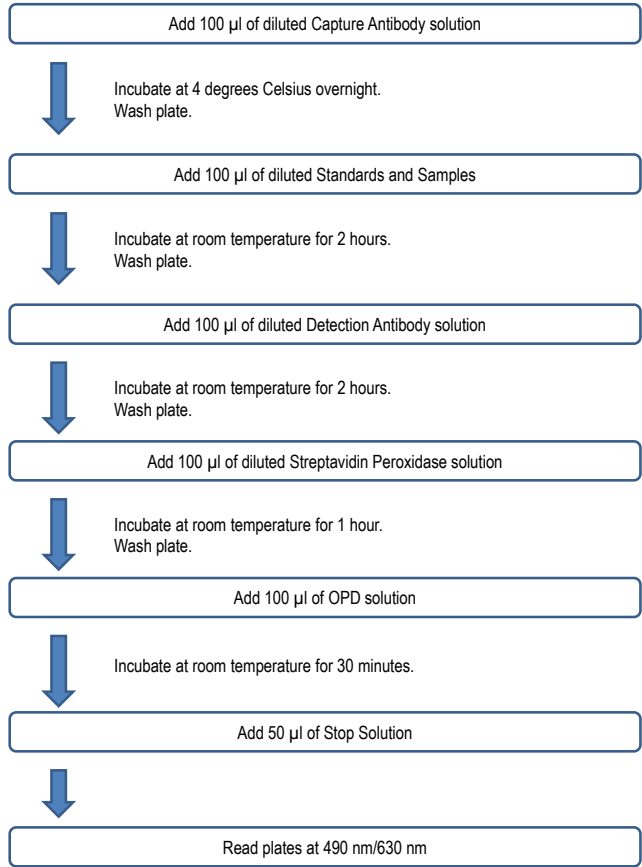 Add 100 µl of diluted Capture Antibody solution
Incubate at 4 degrees Celsius overnight.
Wash plate.
Add 100 µl of diluted Standards and Samples
Incubate at room temperature for 2 hours.
Wash plate.
Add 100 µl of diluted Detection Antibody solution
Incubate at room temperature for 2 hours.
Wash plate.
Add 100 µl of diluted Streptavidin Peroxidase solution
Incubate at room temperature for 1 hour.
Wash plate.
Add 100 µl of OPD solution
Incubate at room temperature for 30 minutes.
Add 50 µl of Stop Solution
Read plates at 490 nm/630 nm